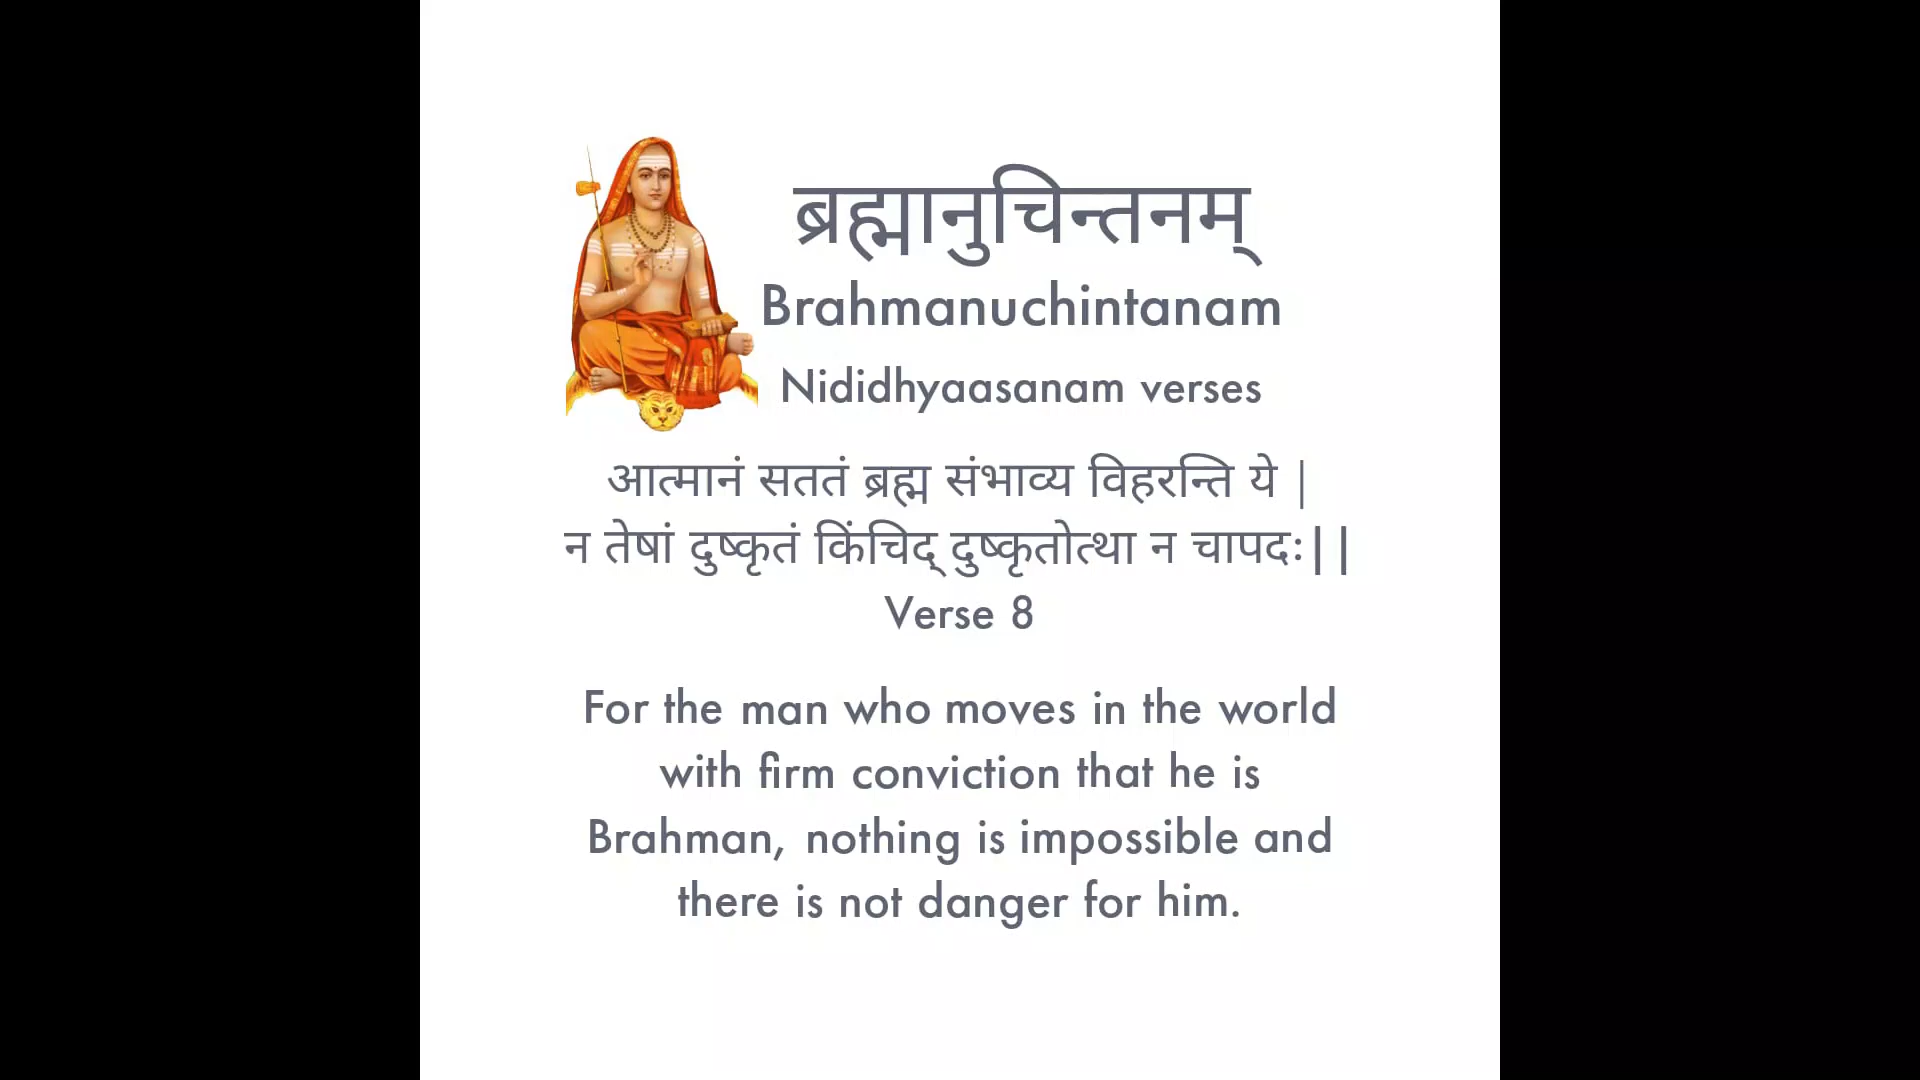 ब्रह्मानुचिन्तनम्
Brahmanuchintanam
Nididhyaasanam verses
आत्मानं सततं ब्रह्म संभाव्य विहरन्ति ये |
न तेषां दुष्कृतं किंचिद् दुष्कृतोत्था न चापदः||
Verse 8
For the man who moves in the world
with firm conviction that he is
Brahman, nothing is impossible and
there is not danger for him.